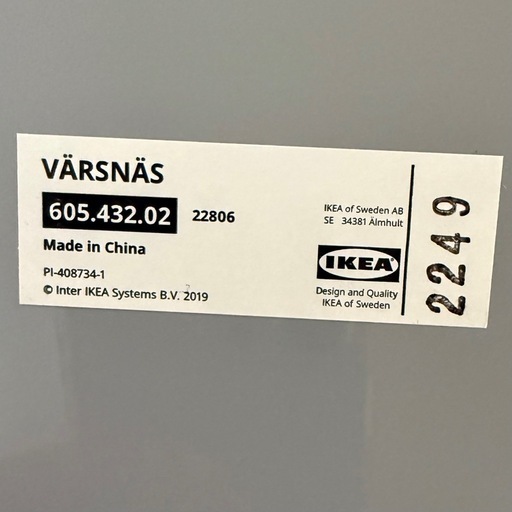 VÄRSNÄS
605.432.02 22806
Made in China
PI-408734-1
© Inter IKEA Systems B.V. 2019
IKEA of Sweden AB
SE 34381 Älmhult
IKEA
Design and Quality
IKEA of Sweden
2249